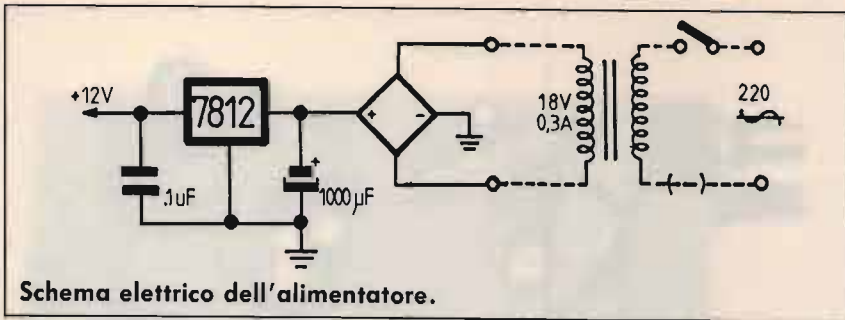 +12V
7812
.1uF
+
1000µF
+
-
18V
0,3A
220
Schema elettrico dell'alimentatore.